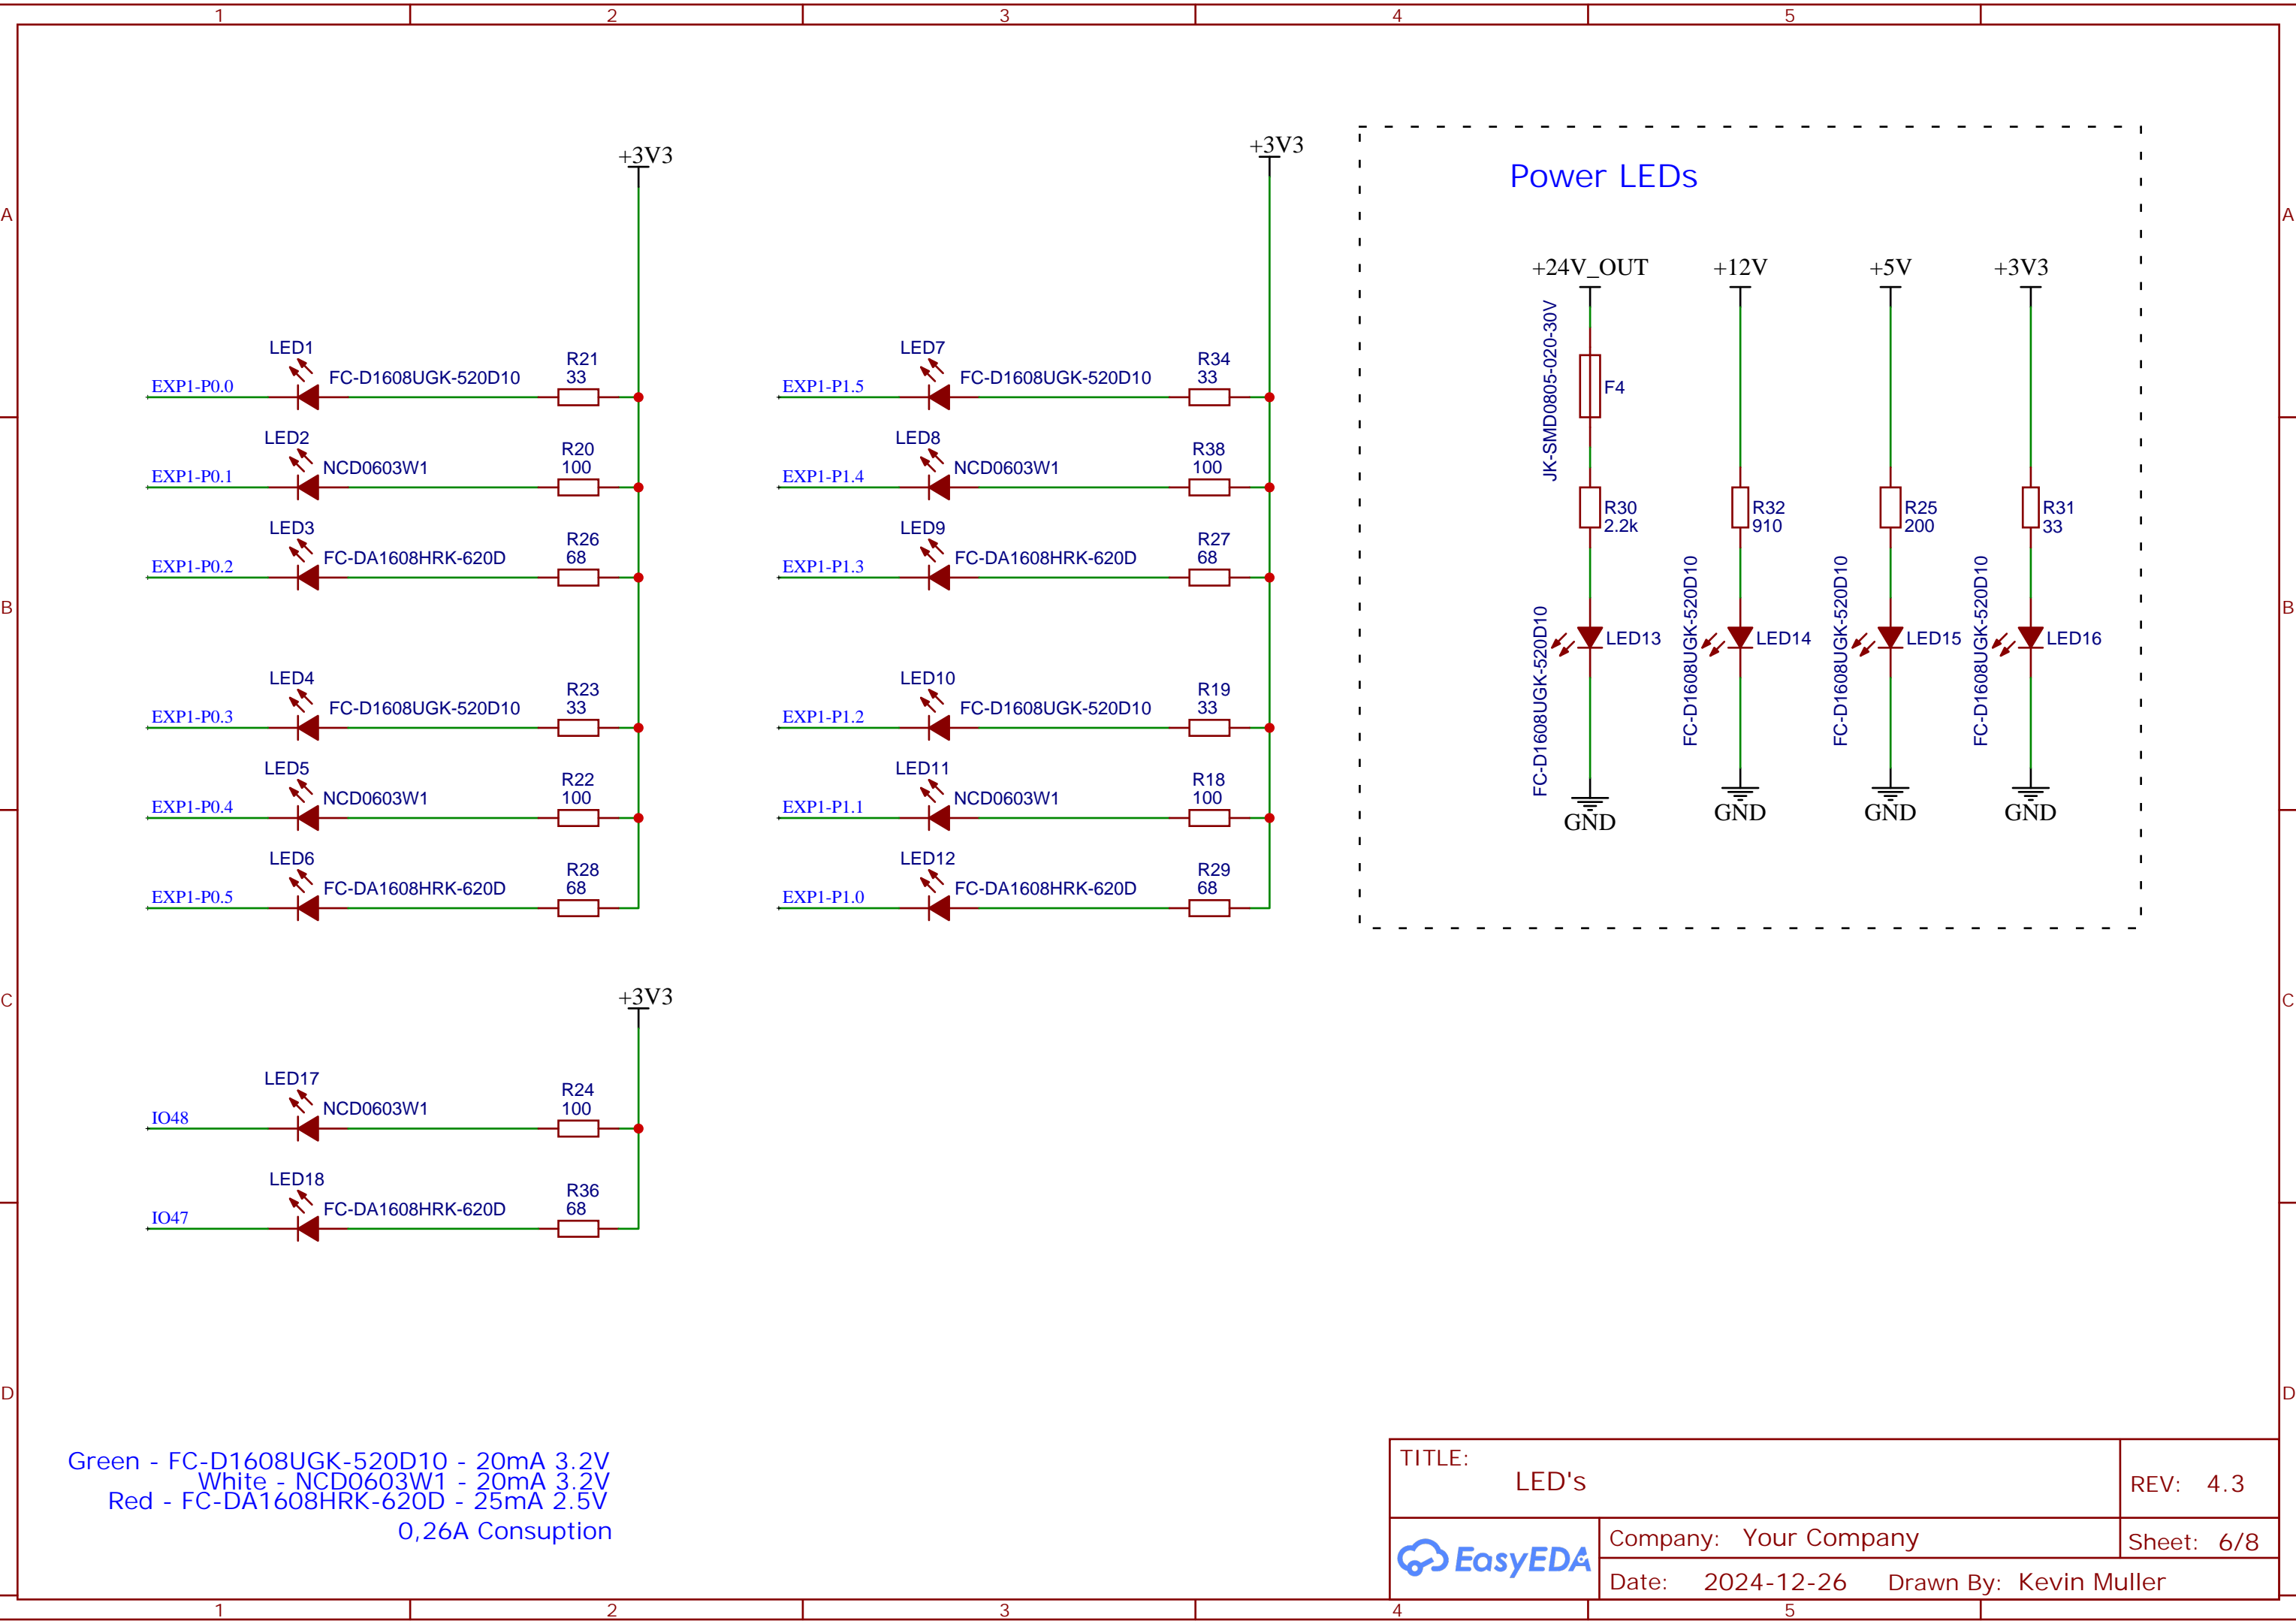 1 2 3 4 5
A A
B B
C C
D D
+3V3
LED1
FC-D1608UGK-520D10
R21
33
EXP1-P0.0
LED2
NCD0603W1
R20
100
EXP1-P0.1
LED3
FC-DA1608HRK-620D
R26
68
EXP1-P0.2
LED4
FC-D1608UGK-520D10
R23
33
EXP1-P0.3
LED5
NCD0603W1
R22
100
EXP1-P0.4
LED6
FC-DA1608HRK-620D
R28
68
EXP1-P0.5
+3V3
LED7
FC-D1608UGK-520D10
R34
33
EXP1-P1.5
LED8
NCD0603W1
R38
100
EXP1-P1.4
LED9
FC-DA1608HRK-620D
R27
68
EXP1-P1.3
LED10
FC-D1608UGK-520D10
R19
33
EXP1-P1.2
LED11
NCD0603W1
R18
100
EXP1-P1.1
LED12
FC-DA1608HRK-620D
R29
68
EXP1-P1.0
Power LEDs
+24V_OUT
JK-SMD0805-020-30V
F4
R30
2.2k
FC-D1608UGK-520D10
LED13
GND
+12V
R32
910
FC-D1608UGK-520D10
LED14
GND
+5V
R25
200
FC-D1608UGK-520D10
LED15
GND
+3V3
R31
33
FC-D1608UGK-520D10
LED16
GND
+3V3
LED17
NCD0603W1
R24
100
IO48
LED18
FC-DA1608HRK-620D
R36
68
IO47
Green - FC-D1608UGK-520D10 - 20mA 3.2V
White - NCD0603W1 - 20mA 3.2V
Red - FC-DA1608HRK-620D - 25mA 2.5V
0,26A Consuption
TITLE:
LED's
REV: 4.3
EasyEDA
Company: Your Company
Sheet: 6/8
Date: 2024-12-26 Drawn By: Kevin Muller
1 2 3 4 5